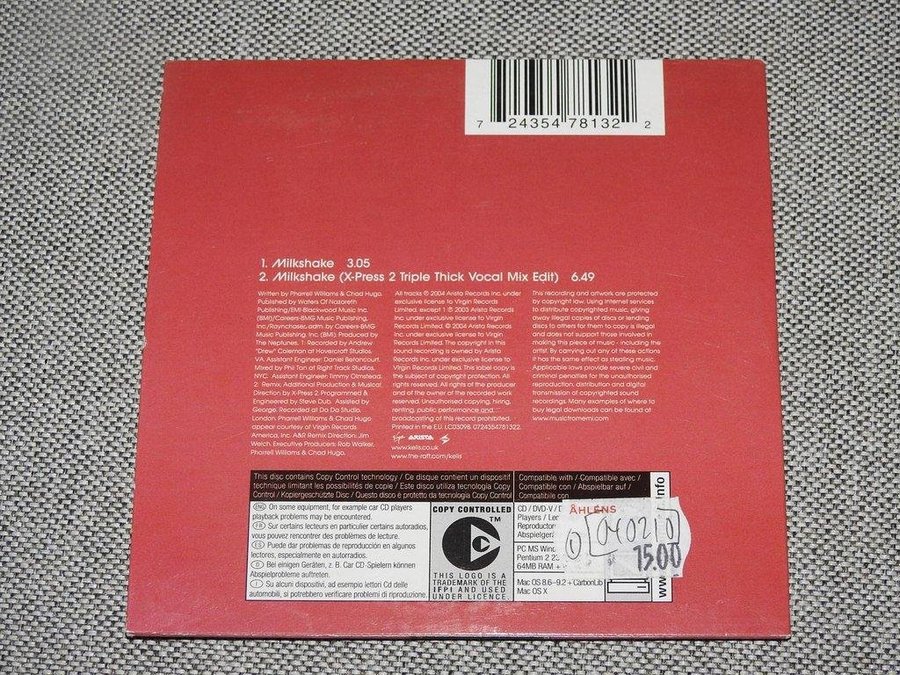 7 24354 78132 2
1. Milkshake 3.05
2. Milkshake (X-Press 2 Triple Thick Vocal Mix Edit) 6.49
Written by Pharrell Williams & Chad Hugo.
Published by Waters Of Nazareth
Publishing/EMI-Blackwood Music Inc.
(BMI)/Careers-BMG Music Publishing,
Inc/Raynchaser, adm. by Careers-BMG
Music Publishing, Inc. (BMI). Produced by
The Neptunes. 1: Recorded by Andrew
"Drew" Coleman at Hovercraft Studios
VA. Assistant Engineer: Daniel Betancourt.
Mixed by Phil Tan at Right Track Studios,
NYC. Assistant Engineer: Timmy Olmstead.
2: Remix, Additional Production & Musical
Direction by X-Press 2. Programmed &
Engineered by Steve Dub. Assisted by
George. Recorded at Da Da Studio,
London. Pharrell Williams & Chad Hugo
appear courtesy of Virgin Records
America, Inc. A&R Remix Direction: Jim
Welch. Executive Producers: Rob Walker,
Pharrell Williams & Chad Hugo.
All tracks ℗ 2004 Arista Records Inc. under
exclusive license to Virgin Records
Limited, except 1 ℗ 2003 Arista Records
Inc. under exclusive license to Virgin
Records Limited. © 2004 Arista Records
Inc. under exclusive license to Virgin
Records Limited. The copyright in this
sound recording is owned by Arista
Records Inc. under exclusive license to
Virgin Records Limited. This label copy is
the subject of copyright protection. All
rights reserved. All rights of the producer
and of the owner of the recorded work
reserved. Unauthorised copying, hiring,
renting, public performance and
broadcasting of this record prohibited.
Printed in the E.U. LC03098. 0724354781322.
Virgin ARISTA
www.kelis.co.uk
www.the-raft.com/kelis
This recording and artwork are protected
by copyright law. Using internet services
to distribute copyrighted music, giving
away illegal copies of discs or lending
discs to others for them to copy is illegal
and does not support those involved in
making this piece of music - including the
artist. By carrying out any of these actions
it has the same effect as stealing music.
Applicable laws provide severe civil and
criminal penalties for the unauthorised
reproduction, distribution and digital
transmission of copyrighted sound
recordings. Many examples of where to
buy legal downloads can be found at
www.musicfromemi.com
This disc contains Copy Control technology / Ce disque contient un dispositif
technique limitant les possibilités de copie / Este disco utiliza tecnología Copy
Control / Kopiergeschützte Disc / Questo disco è protetto da tecnologia Copy Control
On some equipment, for example car CD players
playback problems may be encountered.
FR Sur certains lecteurs en particulier certains autoradios,
vous pouvez rencontrer des problèmes de lecture.
Puede dar problemas de reproducción en algunos
lectores, especialmente en autorradios.
D Bei einigen Geräten, z. B. Car CD Spielern können
Abspielprobleme auftreten.
I Su alcuni dispositivi, ad esempio lettori Cd delle
automobili, si potrebbero verificare problemi di riproduzione.
COPY CONTROLLED
TM
THIS LOGO IS A
TRADEMARK OF THE
IFPI AND USED
UNDER LICENCE.
Compatible with / Compatible avec /
Compatible con / Abspielbar auf /
Compatibile con
CD / DVD-V /
Players / Le
Reproductor
Abspielger
PC MS Wind
Pentium 2 2
64MB RAM +
Mac OS 8.6-9.2 + CarbonLib
Mac OS X
www
info
ÅHLENS
040210
15.00